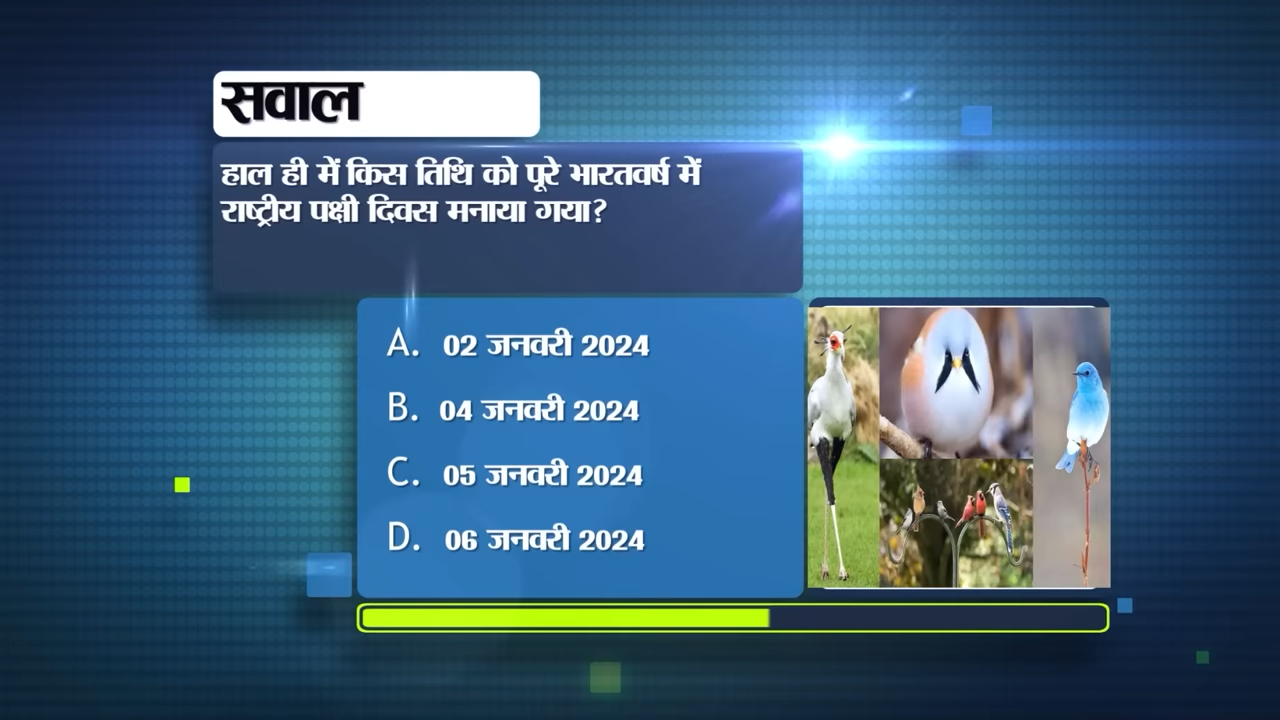 सवाल
हाल ही में किस तिथि को पूरे भारतवर्ष में
राष्ट्रीय पक्षी दिवस मनाया गया?
A. 02 जनवरी 2024
B. 04 जनवरी 2024
C. 05 जनवरी 2024
D. 06 जनवरी 2024